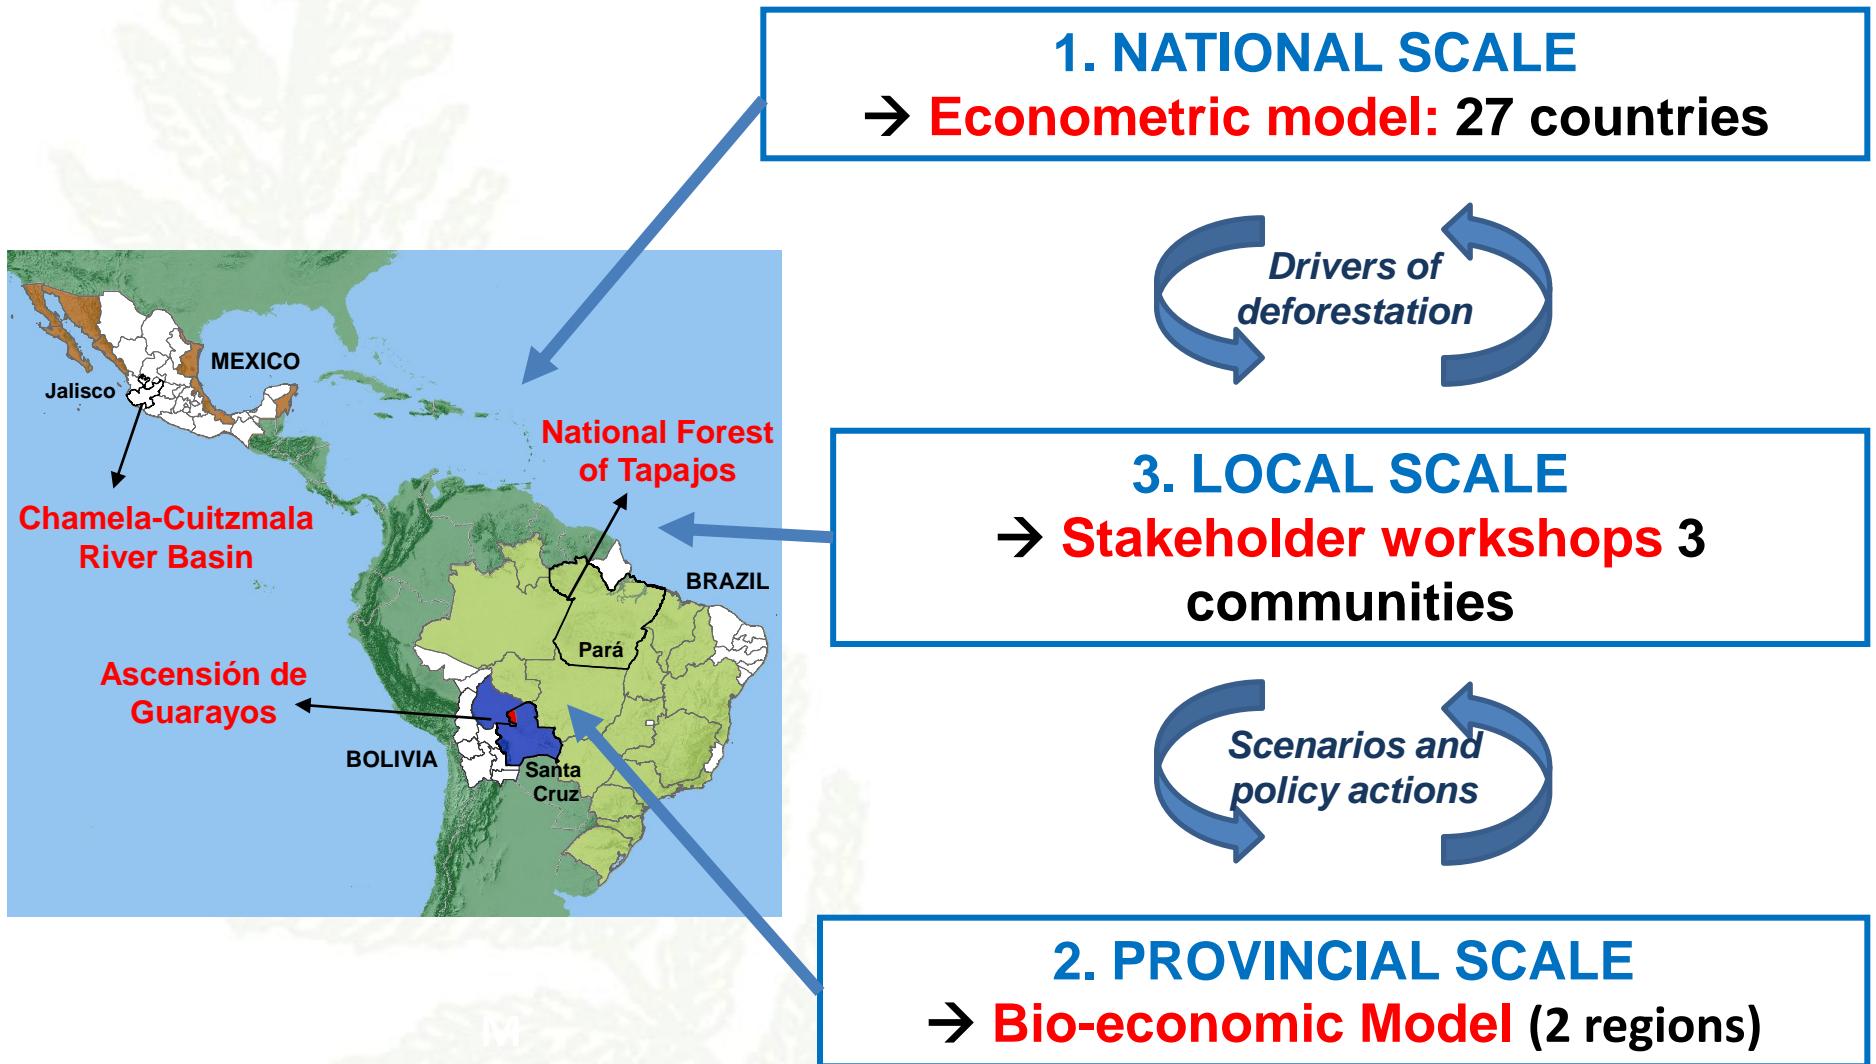 1. NATIONAL SCALE
→ Econometric model: 27 countries
Drivers of
deforestation
MEXICO
Jalisco
National Forest
of Tapajos
Chamela-Cuitzmala
River Basin
BRAZIL
Pará
Ascensión de
Guarayos
BOLIVIA
Santa
Cruz
3. LOCAL SCALE
→ Stakeholder workshops 3
communities
Scenarios and
policy actions
2. PROVINCIAL SCALE
→ Bio-economic Model (2 regions)
M